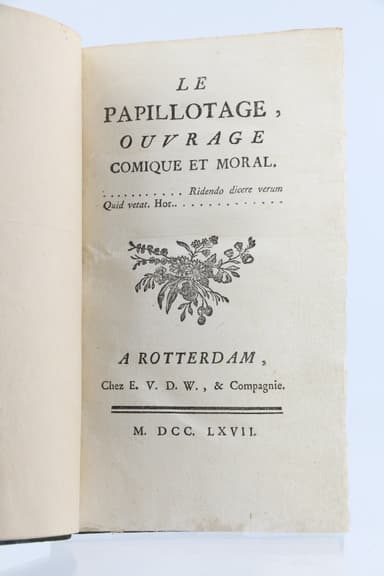 LE
PAPILLOTAGE,
OUVRAGE
COMIQUE ET MORAL.
. . . . . . . . . . . Ridendo dicere verum
Quid vetat. Hor. . . . . . . . . . . . . . .
A ROTTERDAM,
Chez E. V. D. W., & Compagnie.
M. DCC. LXVII.